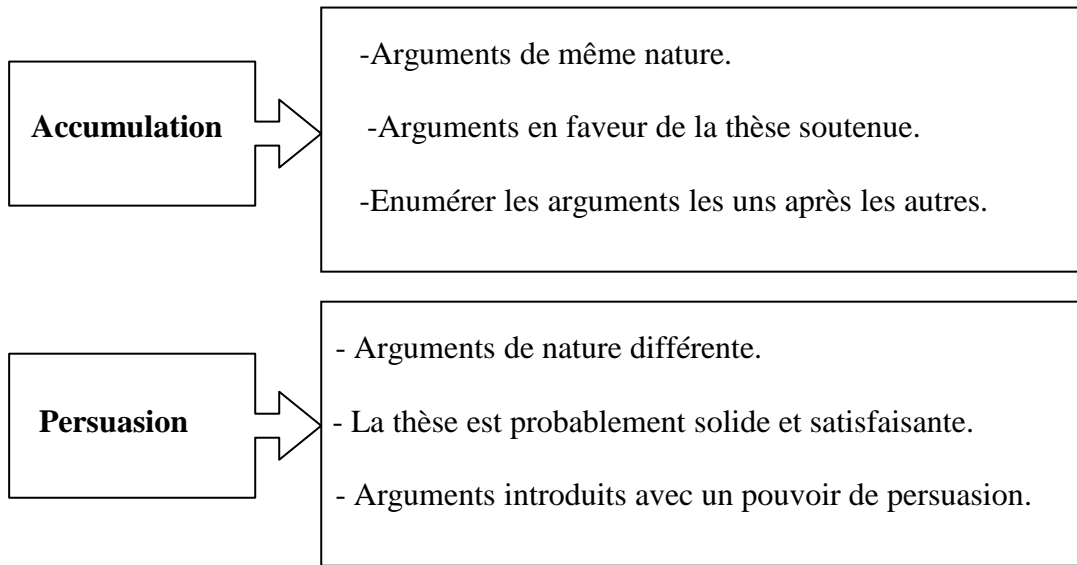 Accumulation
-Arguments de même nature.
-Arguments en faveur de la thèse soutenue.
-Enumérer les arguments les uns après les autres.
Persuasion
- Arguments de nature différente.
- La thèse est probablement solide et satisfaisante.
- Arguments introduits avec un pouvoir de persuasion.